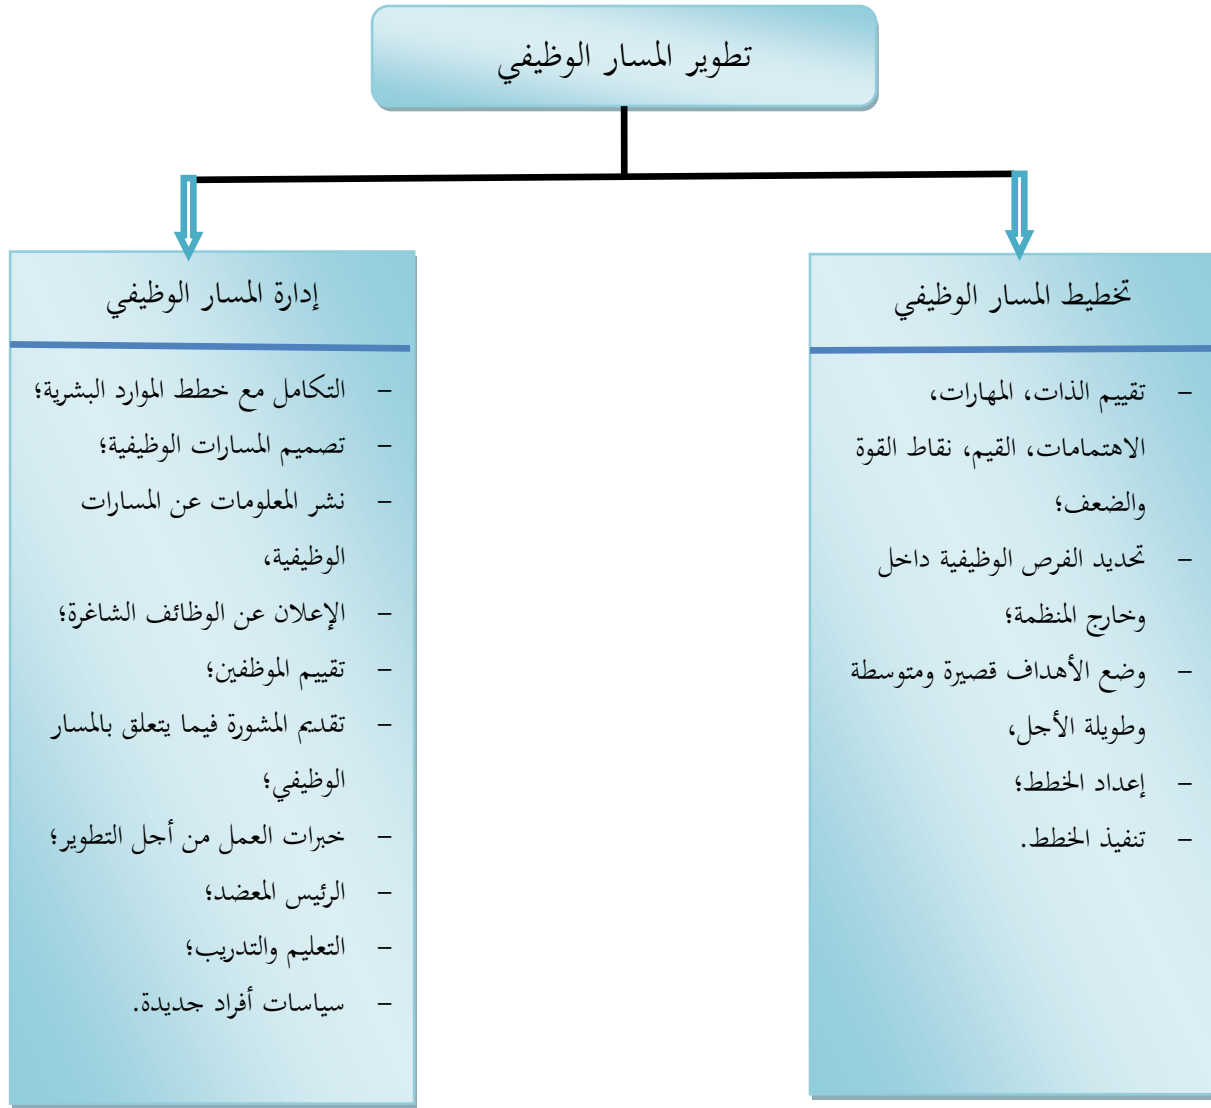 تطوير المسار الوظيفي
تخطيط المسار الوظيفي
– تقييم الذات، المهارات،
الاهتمامات، القيم، نقاط القوة
والضعف؛
– تحديد الفرص الوظيفية داخل
وخارج المنظمة؛
– وضع الأهداف قصيرة ومتوسطة
وطويلة الأجل،
– إعداد الخطط؛
– تنفيذ الخطط.
إدارة المسار الوظيفي
– التكامل مع خطط الموارد البشرية؛
– تصميم المسارات الوظيفية؛
– نشر المعلومات عن المسارات
الوظيفية،
– الإعلان عن الوظائف الشاغرة؛
– تقييم الموظفين؛
– تقديم المشورة فيما يتعلق بالمسار
الوظيفي؛
– خبرات العمل من أجل التطوير؛
– الرئيس المعضد؛
– التعليم والتدريب؛
– سياسات أفراد جديدة.